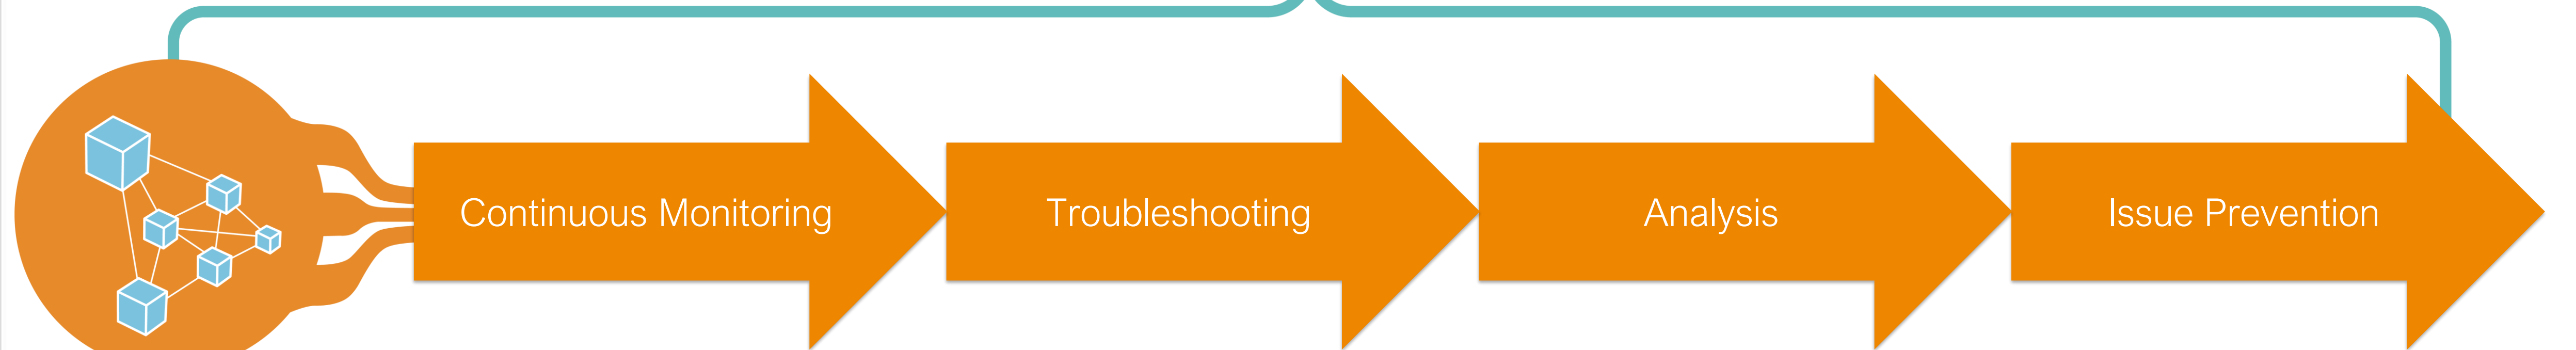 Continuous Monitoring
Troubleshooting
Analysis
Issue Prevention